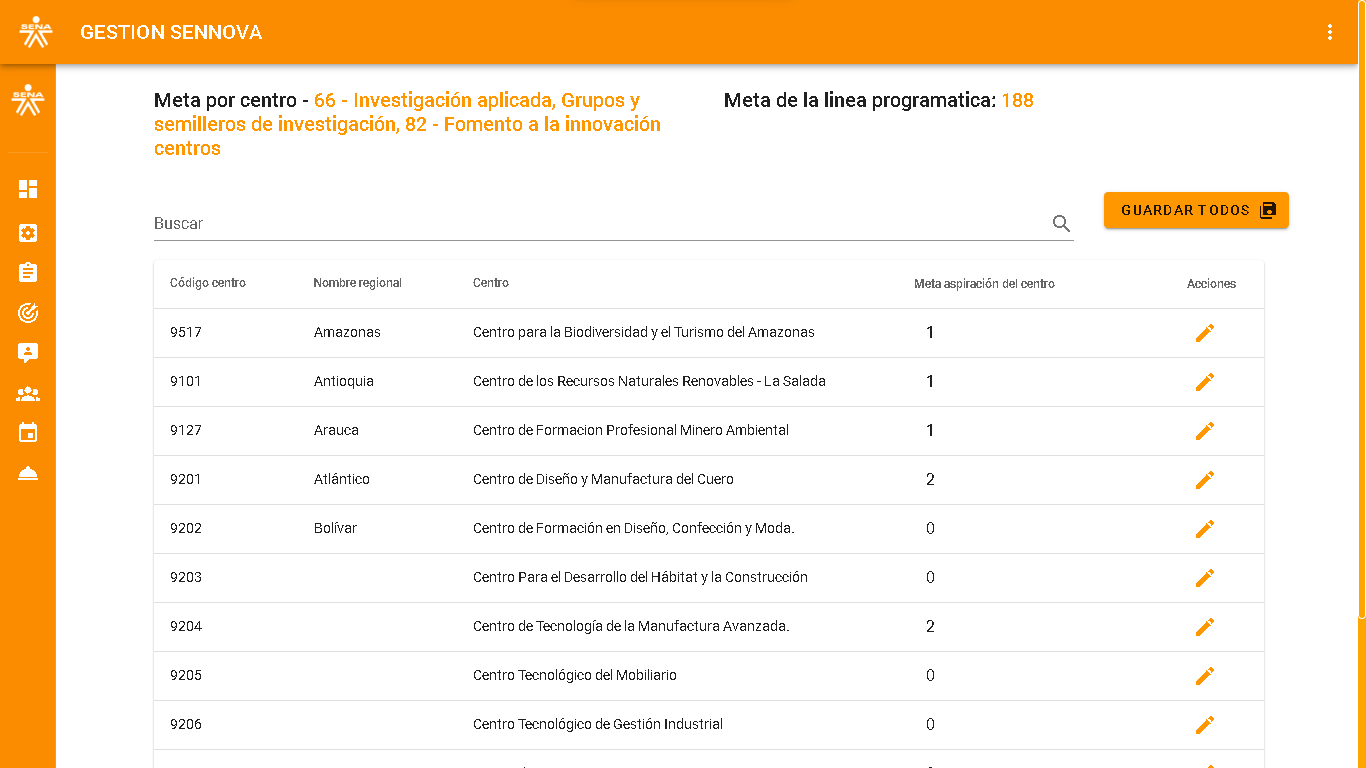 SENA
GESTION SENNOVA
SENA
Meta por centro - 66 - Investigación aplicada, Grupos y
semilleros de investigación, 82 - Fomento a la innovación
centros
Meta de la linea programatica: 188
Buscar
GUARDAR TODOS
Código centro Nombre regional Centro Meta aspiración del centro Acciones
9517 Amazonas Centro para la Biodiversidad y el Turismo del Amazonas 1
9101 Antioquia Centro de los Recursos Naturales Renovables - La Salada 1
9127 Arauca Centro de Formacion Profesional Minero Ambiental 1
9201 Atlántico Centro de Diseño y Manufactura del Cuero 2
9202 Bolívar Centro de Formación en Diseño, Confección y Moda. 0
9203 Centro Para el Desarrollo del Hábitat y la Construcción 0
9204 Centro de Tecnología de la Manufactura Avanzada. 2
9205 Centro Tecnológico del Mobiliario 0
9206 Centro Tecnológico de Gestión Industrial 0